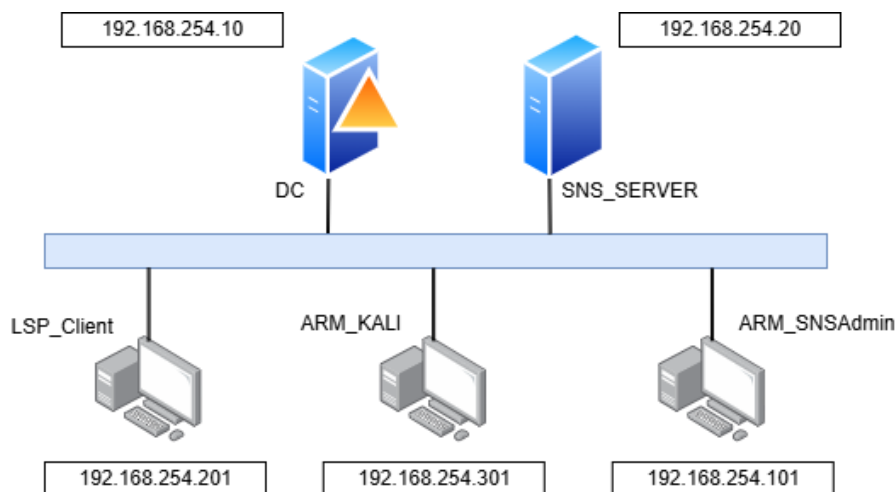 192.168.254.10
192.168.254.20
DC
SNS_SERVER
LSP_Client
ARM_KALI
ARM_SNSAdmin
192.168.254.201
192.168.254.301
192.168.254.101